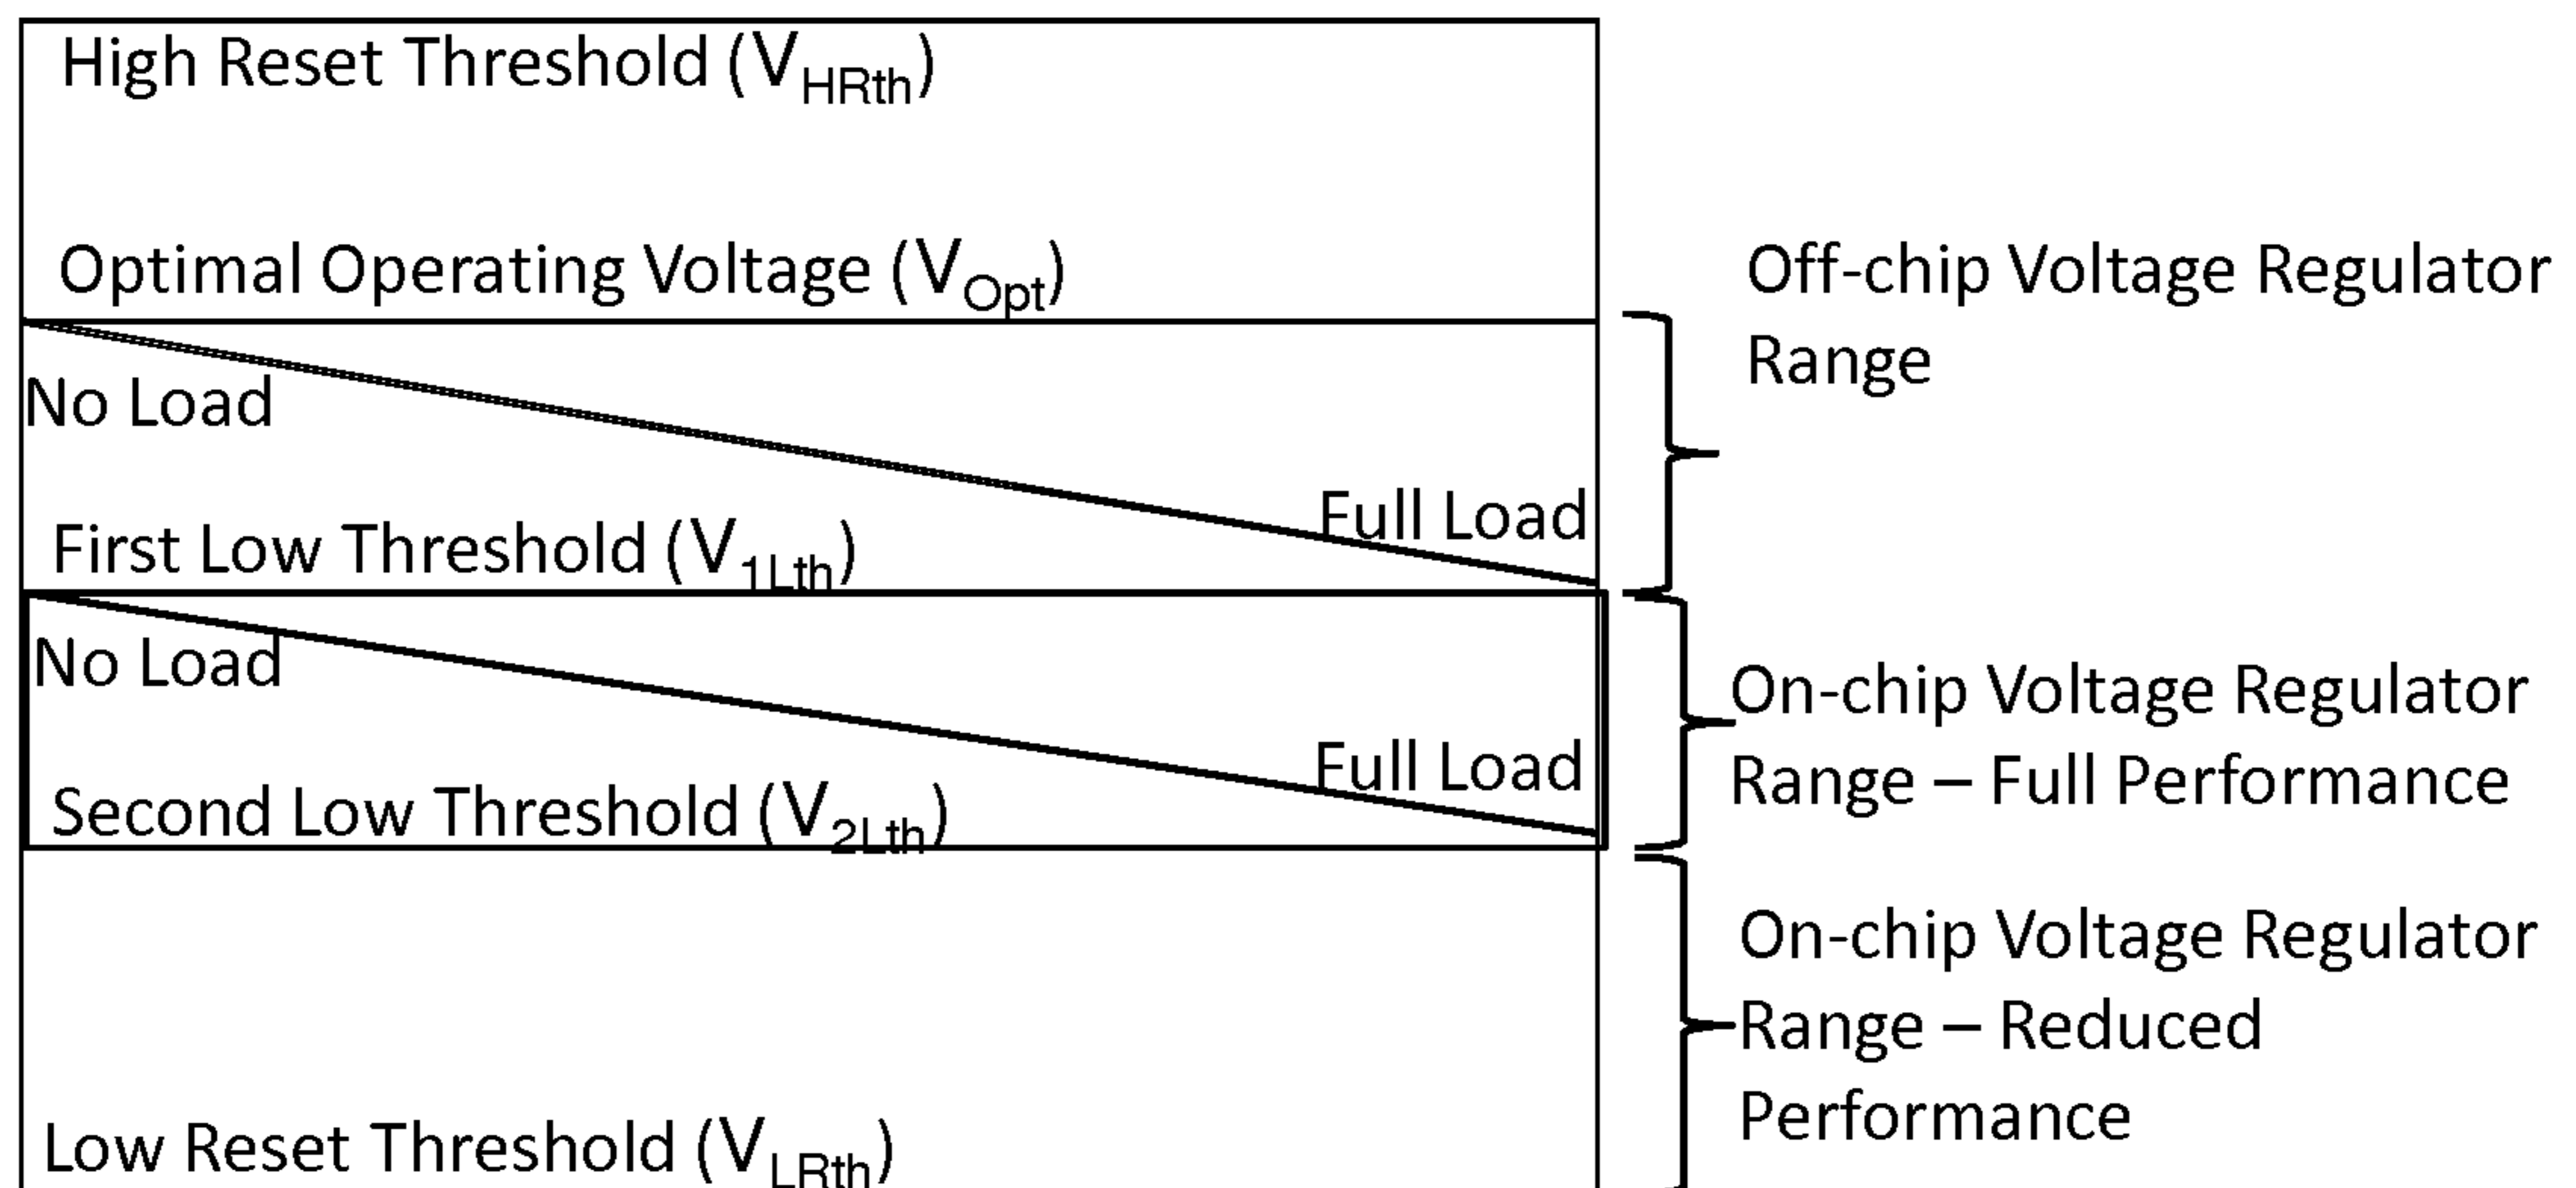 High Reset Threshold (VHRth)
Optimal Operating Voltage (VOpt)
Off-chip Voltage Regulator
Range
No Load
Full Load
First Low Threshold (V1Lth)
No Load
On-chip Voltage Regulator
Range – Full Performance
Full Load
Second Low Threshold (V2Lth)
On-chip Voltage Regulator
Range – Reduced
Performance
Low Reset Threshold (VLRth)